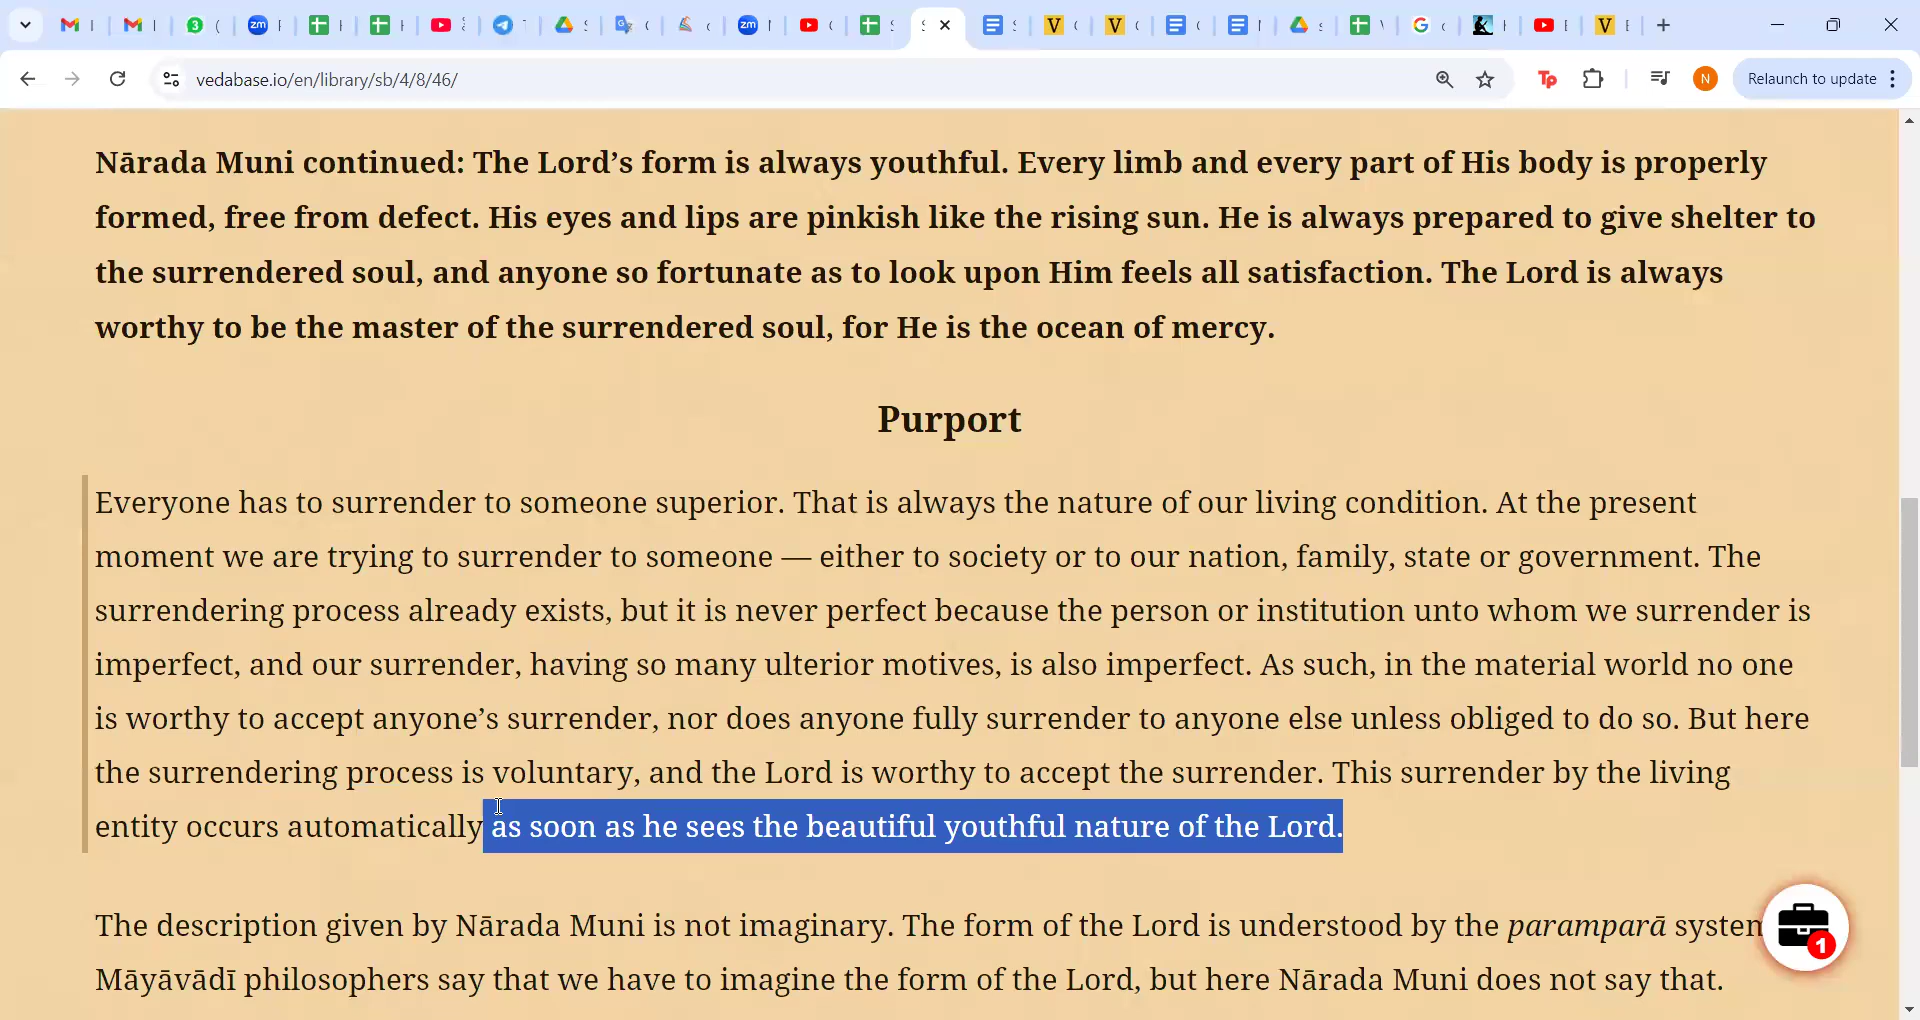 vedabase.io/en/library/sb/4/8/46/
Relaunch to update
Nārada Muni continued: The Lord’s form is always youthful. Every limb and every part of His body is properly
formed, free from defect. His eyes and lips are pinkish like the rising sun. He is always prepared to give shelter to
the surrendered soul, and anyone so fortunate as to look upon Him feels all satisfaction. The Lord is always
worthy to be the master of the surrendered soul, for He is the ocean of mercy.
Purport
Everyone has to surrender to someone superior. That is always the nature of our living condition. At the present
moment we are trying to surrender to someone — either to society or to our nation, family, state or government. The
surrendering process already exists, but it is never perfect because the person or institution unto whom we surrender is
imperfect, and our surrender, having so many ulterior motives, is also imperfect. As such, in the material world no one
is worthy to accept anyone’s surrender, nor does anyone fully surrender to anyone else unless obliged to do so. But here
the surrendering process is voluntary, and the Lord is worthy to accept the surrender. This surrender by the living
entity occurs automatically as soon as he sees the beautiful youthful nature of the Lord.
The description given by Nārada Muni is not imaginary. The form of the Lord is understood by the paramparā system
Māyāvādī philosophers say that we have to imagine the form of the Lord, but here Nārada Muni does not say that.
1